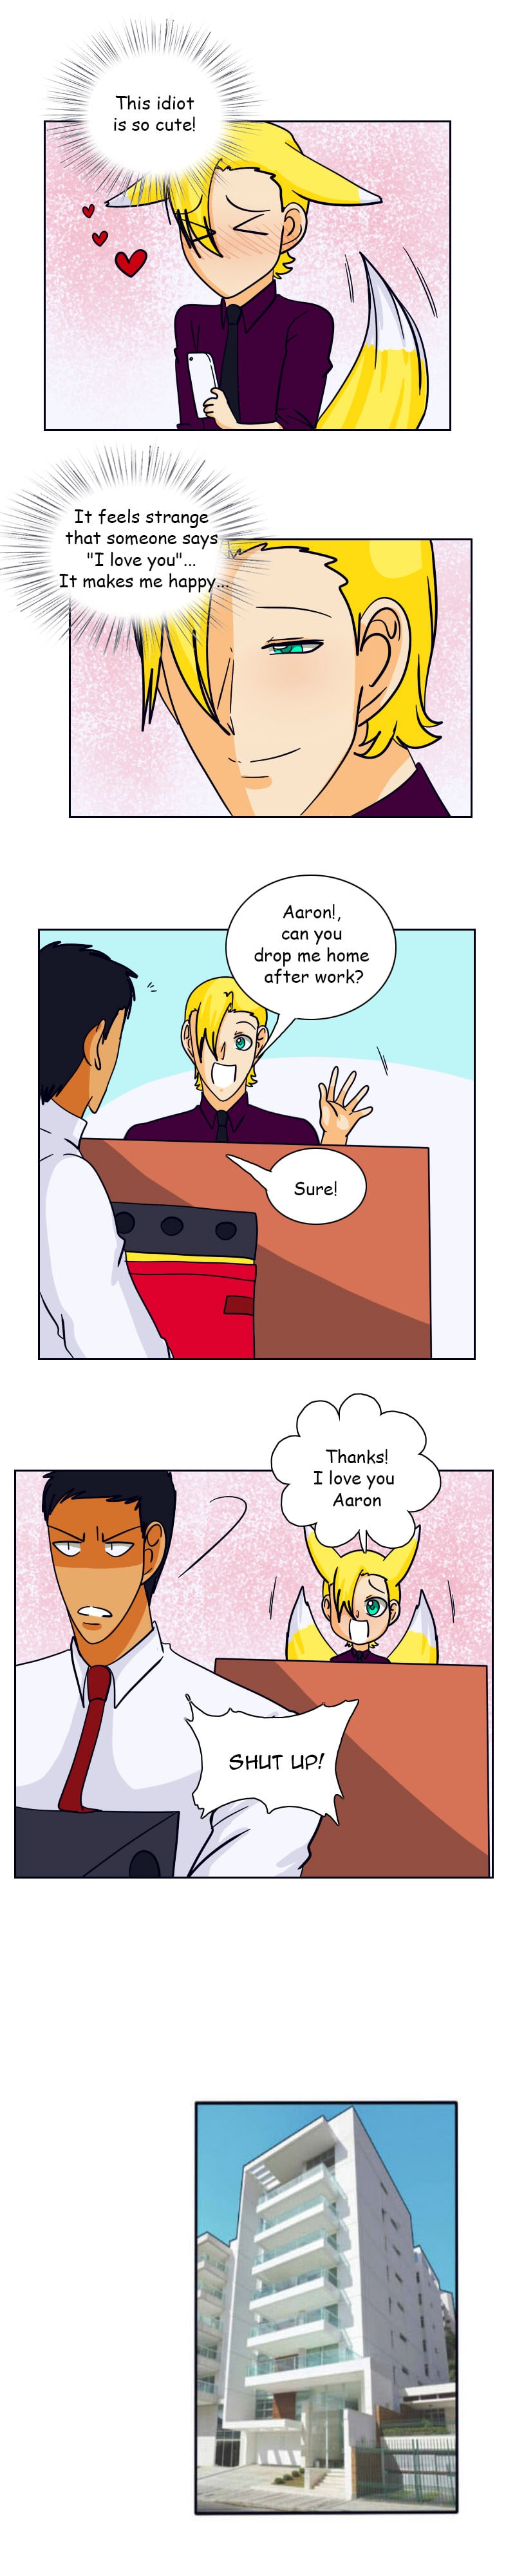 This idiot
is so cute!
It feels strange
that someone says
"I love you"...
It makes me happy...
Aaron!,
can you
drop me home
after work?
Sure!
Thanks!
I love you
Aaron
SHUT UP!